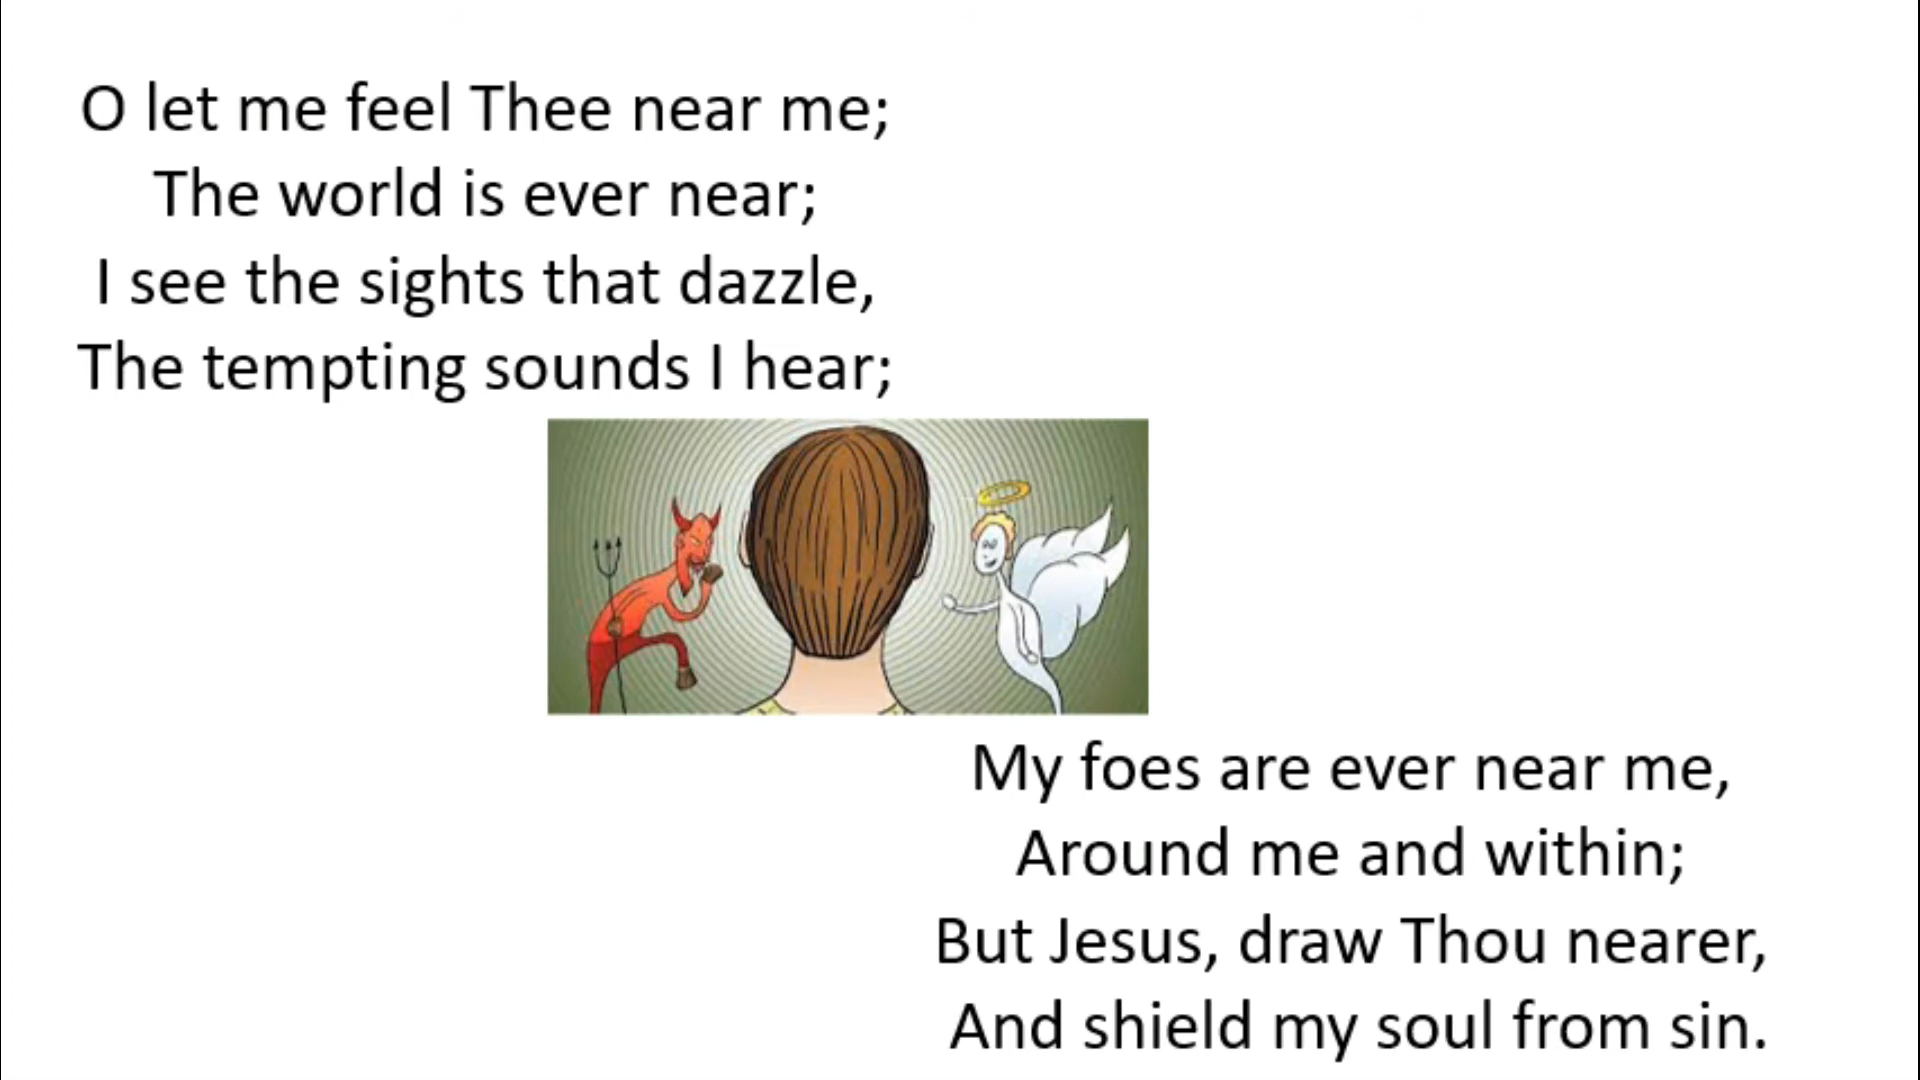 O let me feel Thee near me;
The world is ever near;
I see the sights that dazzle,
The tempting sounds I hear;
My foes are ever near me,
Around me and within;
But Jesus, draw Thou nearer,
And shield my soul from sin.